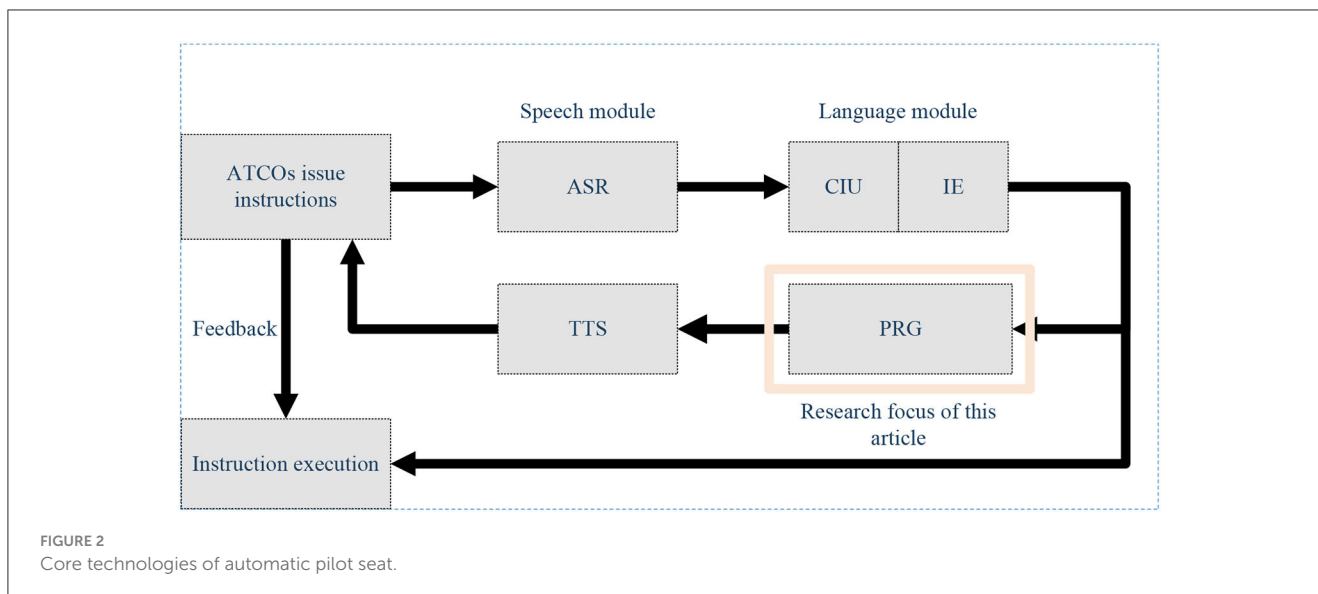 Speech module
Language module
ATCOs issue
instructions
ASR
CIU
IE
Feedback
TTS
PRG
Research focus of this
article
Instruction execution
FIGURE 2
Core technologies of automatic pilot seat.